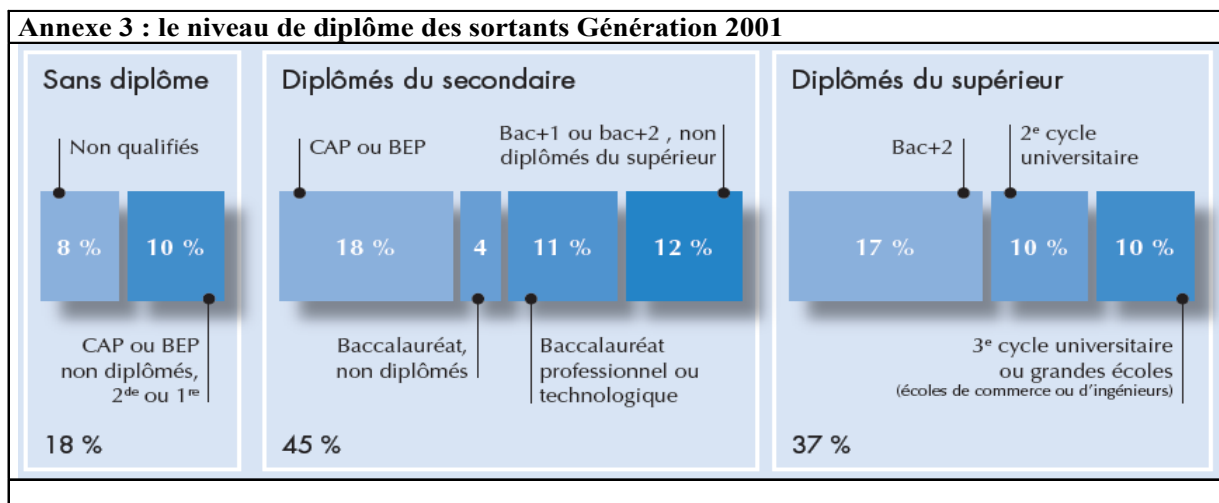 Annexe 3 : le niveau de diplôme des sortants Génération 2001
Sans diplôme
Non qualifiés
8 %
10 %
CAP ou BEP
non diplômés,
2de ou 1re
18 %
Diplômés du secondaire
CAP ou BEP
Bac+1 ou bac+2 , non
diplômés du supérieur
18 %
4
11 %
12 %
Baccalauréat,
non diplômés
Baccalauréat
professionnel ou
technologique
45 %
Diplômés du supérieur
Bac+2
2e cycle
universitaire
17 %
10 %
10 %
3e cycle universitaire
ou grandes écoles
(écoles de commerce ou d'ingénieurs)
37 %